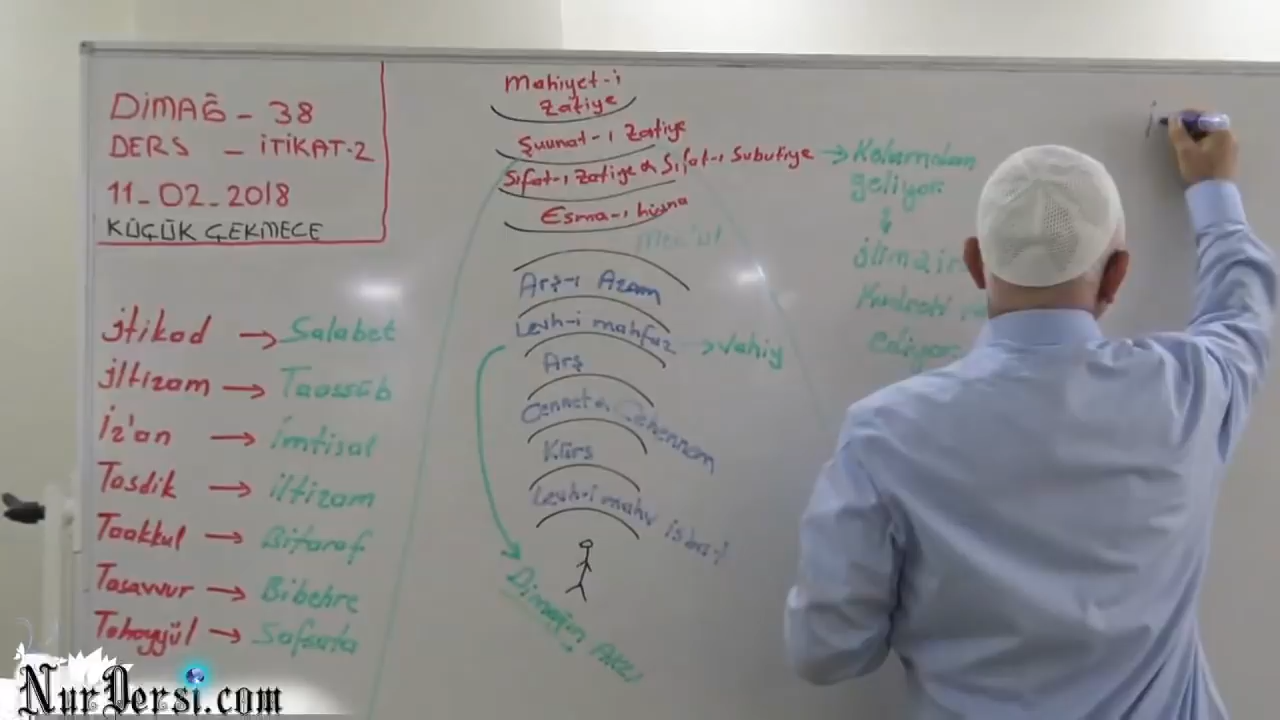 DİMAĞ - 38
DERS - İTİKAT-2
11-02-2018
KÜÇÜK ÇEKMECE
İtikad → Salabet
İltizam → Taassüb
İz'an → İmtisal
Tasdik → iltizam
Taakkul → Bitaraf
Tasavvur → Bibehre
Tahayyül → Safsata
Mahiyet-i
Zatiye
Şuunat-ı Zatiye
Sıfat-ı Zatiye & Sıfat-ı Subutiye → Kelamdan
geliyor
Esma-ı hüsna
Arş-ı Azam
Levh-i mahfuz → Vahiy
Arş
Cennet & Cehennem
Kürs
Levh-i mahv isbat-ı
Dimağın
NurDersi.com